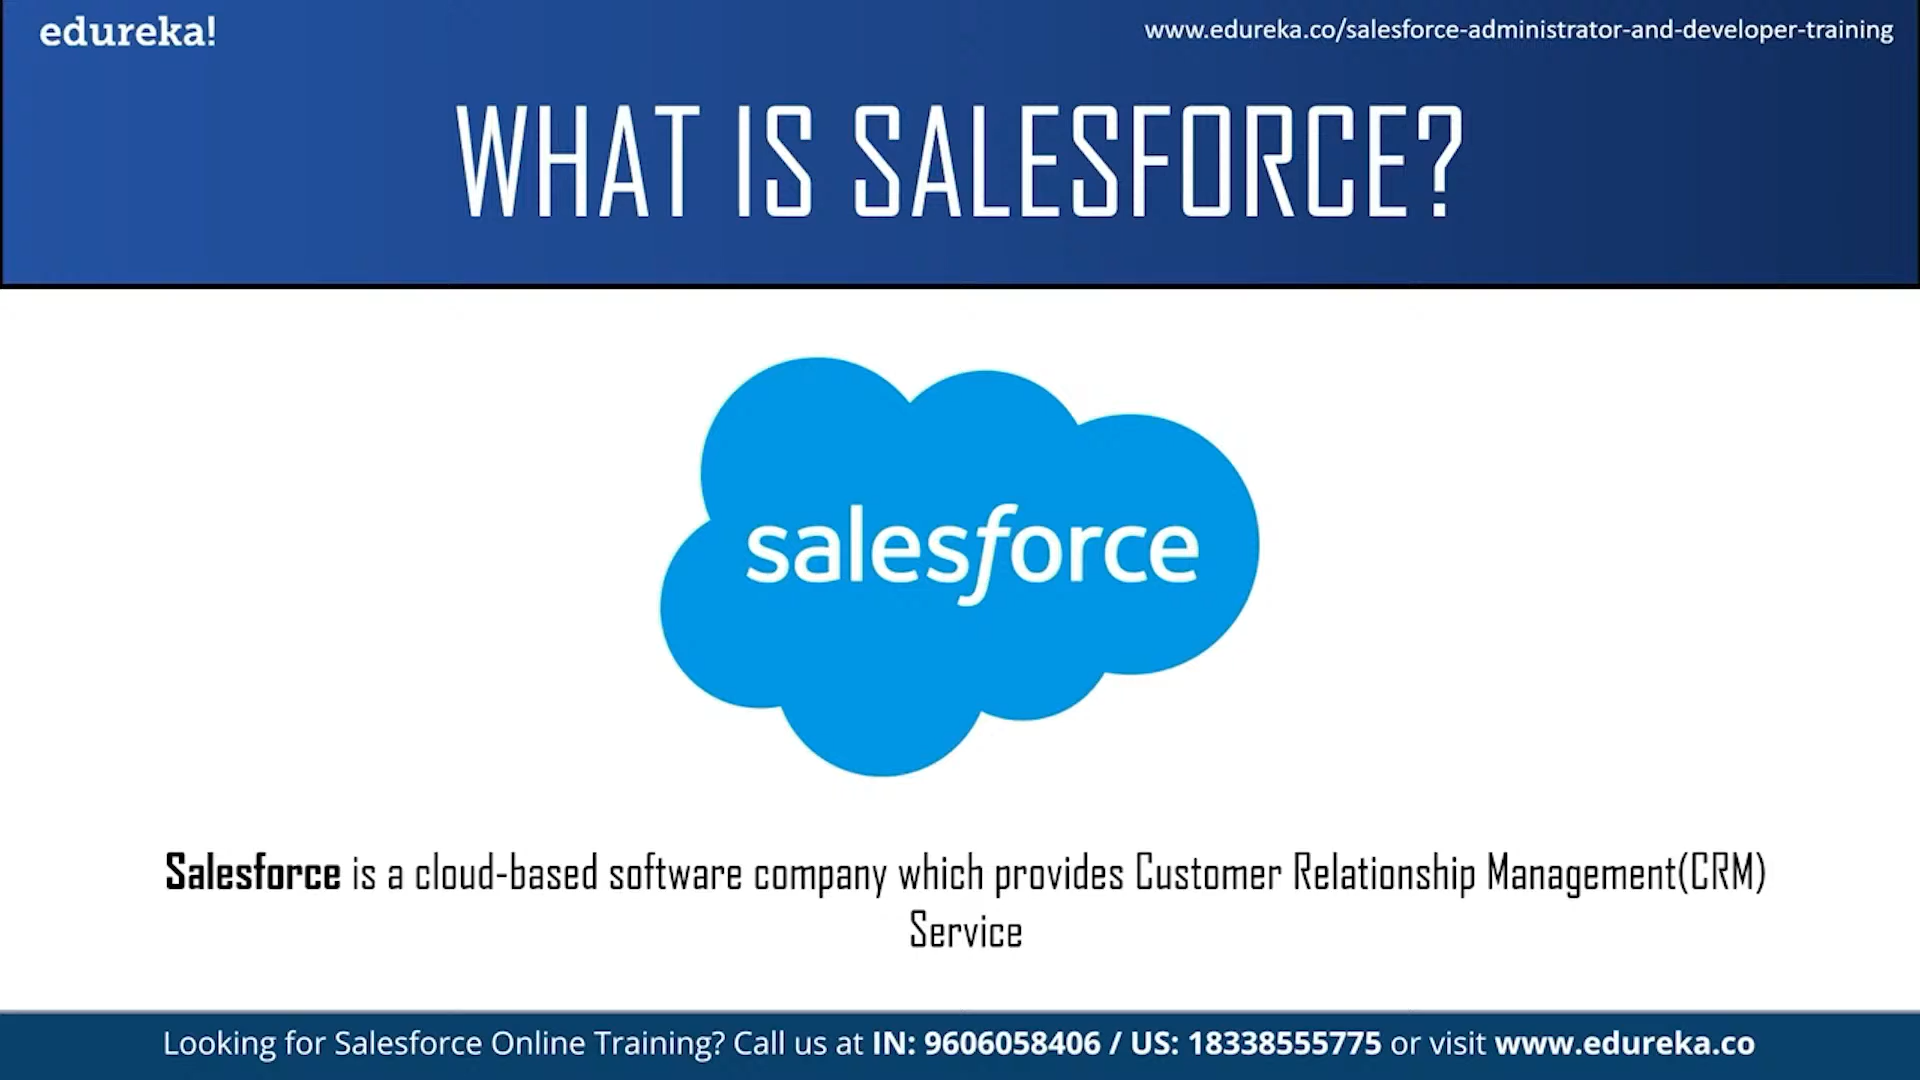 edureka!
www.edureka.co/salesforce-administrator-and-developer-training
WHAT IS SALESFORCE?
salesforce
Salesforce is a cloud-based software company which provides Customer Relationship Management(CRM)
Service
Looking for Salesforce Online Training? Call us at IN: 9606058406 / US: 18338555775 or visit www.edureka.co